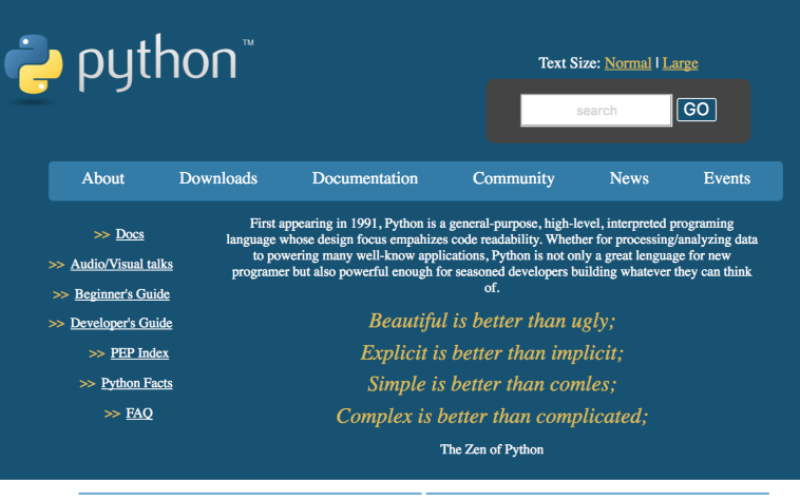 python™
Text Size: Normal | Large
search GO
About Downloads Documentation Community News Events
>> Docs
>> Audio/Visual talks
>> Beginner's Guide
>> Developer's Guide
>> PEP Index
>> Python Facts
>> FAQ
First appearing in 1991, Python is a general-purpose, high-level, interpreted programing
language whose design focus empahizes code readability. Whether for processing/analyzing data
to powering many well-know applications, Python is not only a great lenguage for new
programer but also powerful enough for seasoned developers building whatever they can think
of.
Beautiful is better than ugly;
Explicit is better than implicit;
Simple is better than comles;
Complex is better than complicated;
The Zen of Python